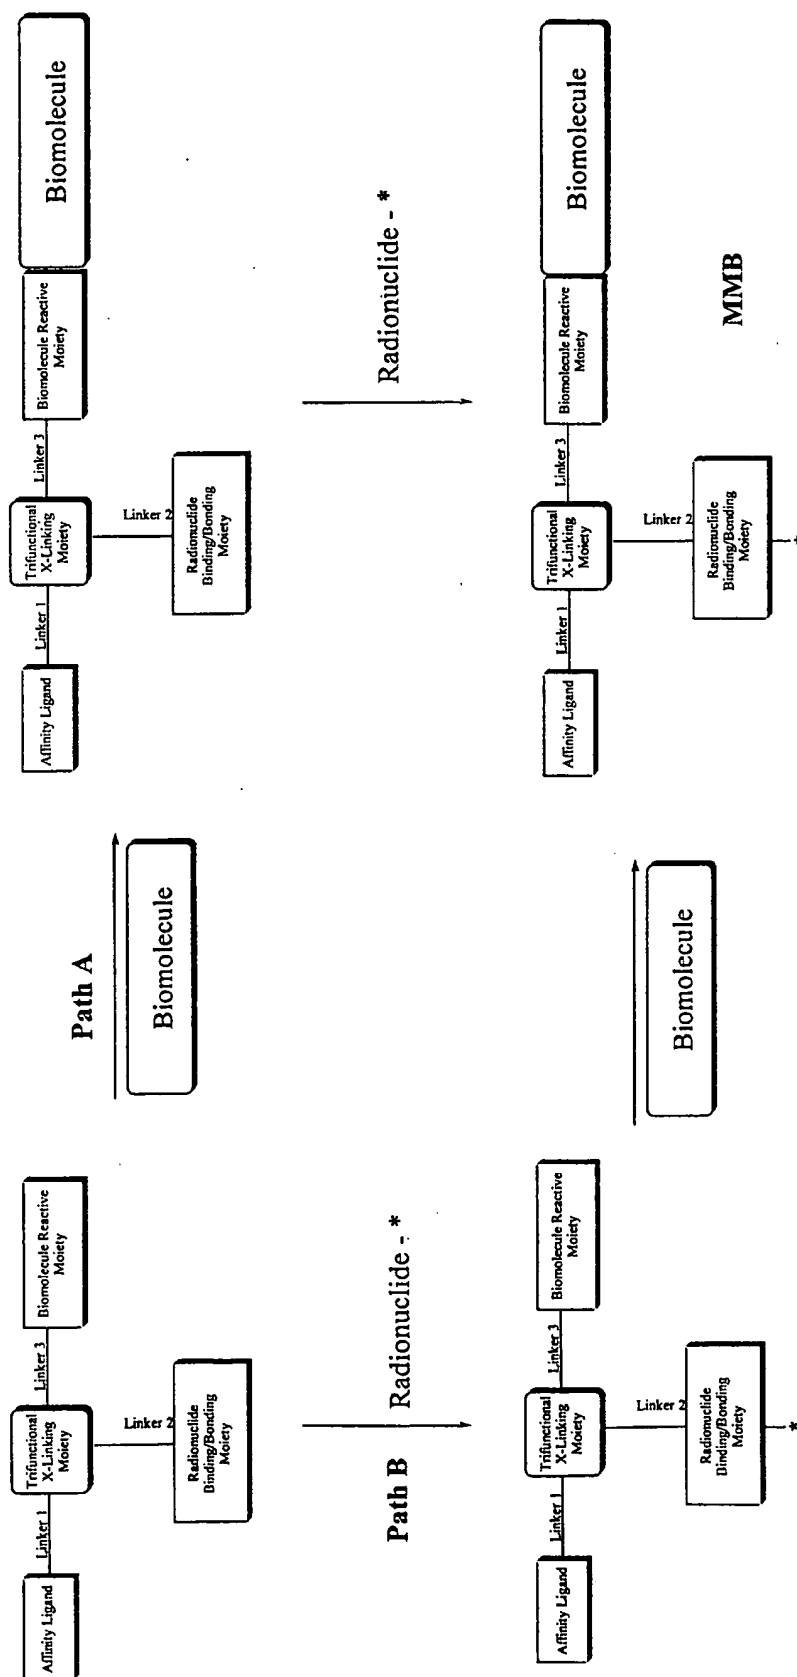 Affinity Ligand
Linker 1
Trifunctional
X-Linking
Moiety
Linker 3
Biomolecule Reactive
Moiety
Linker 2
Radionuclide
Binding/Bonding
Moiety
Path A
Biomolecule
Affinity Ligand
Linker 1
Trifunctional
X-Linking
Moiety
Linker 3
Biomolecule Reactive
Moiety
Biomolecule
Linker 2
Radionuclide
Binding/Bonding
Moiety
Path B
Radionuclide - *
Radionuclide - *
Affinity Ligand
Linker 1
Trifunctional
X-Linking
Moiety
Linker 3
Biomolecule Reactive
Moiety
Linker 2
Radionuclide
Binding/Bonding
Moiety
*
Biomolecule
Affinity Ligand
Linker 1
Trifunctional
X-Linking
Moiety
Linker 3
Biomolecule Reactive
Moiety
Biomolecule
Linker 2
Radionuclide
Binding/Bonding
Moiety
*
MMB